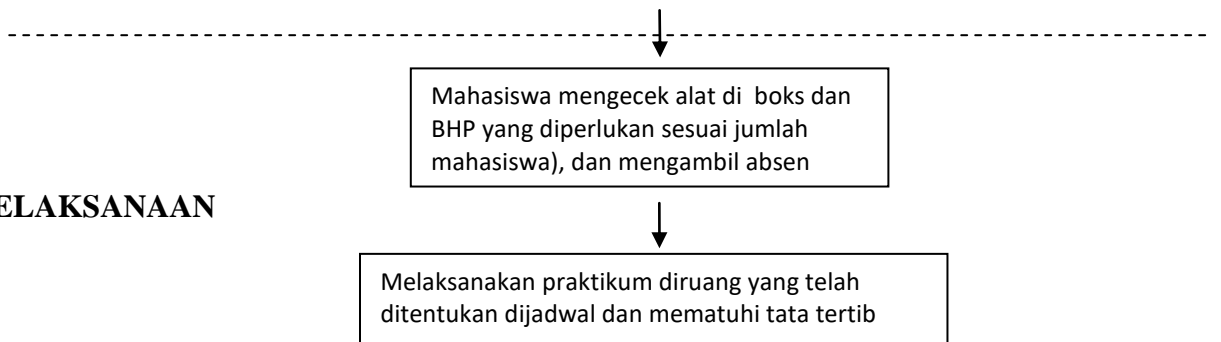 Mahasiswa mengecek alat di boks dan
BHP yang diperlukan sesuai jumlah
mahasiswa), dan mengambil absen
ELAKSANAAN
Melaksanakan praktikum diruang yang telah
ditentukan dijadwal dan mematuhi tata tertib